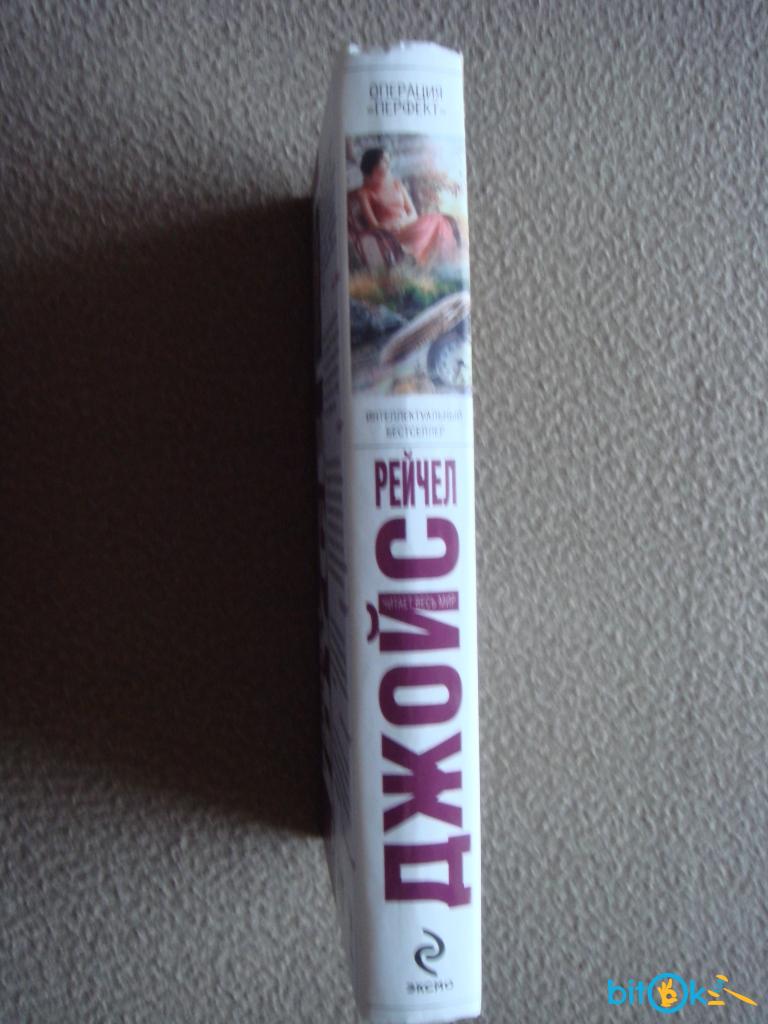 ОПЕРАЦИЯ
«ПЕРФЕКТ»
ИНТЕЛЛЕКТУАЛЬНЫЙ
БЕСТСЕЛЛЕР
РЕЙЧЕЛ
ДЖОЙС
ЧИТАЕТ ВЕСЬ МИР
ЭКСМО
bitOk